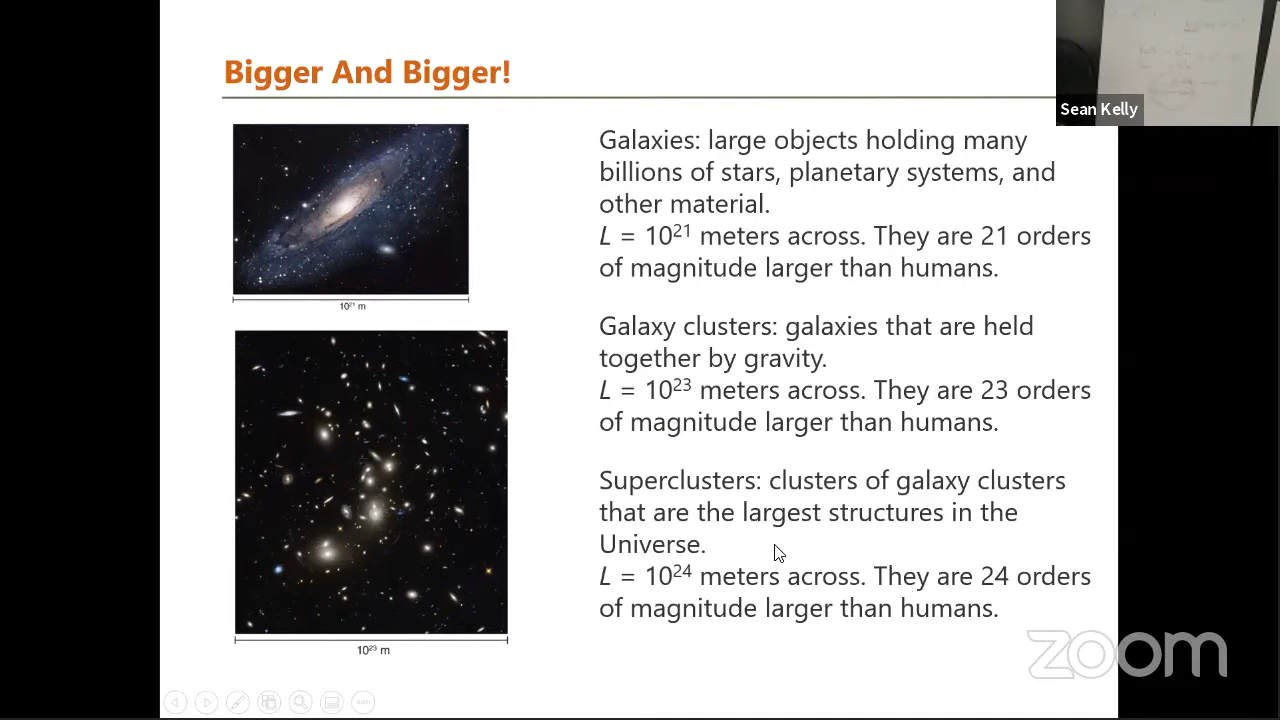 Bigger And Bigger!
Sean Kelly
10²¹ m
Galaxies: large objects holding many
billions of stars, planetary systems, and
other material.
L = 10²¹ meters across. They are 21 orders
of magnitude larger than humans.
Galaxy clusters: galaxies that are held
together by gravity.
L = 10²³ meters across. They are 23 orders
of magnitude larger than humans.
Superclusters: clusters of galaxy clusters
that are the largest structures in the
Universe.
L = 10²⁴ meters across. They are 24 orders
of magnitude larger than humans.
10²³ m
zoom